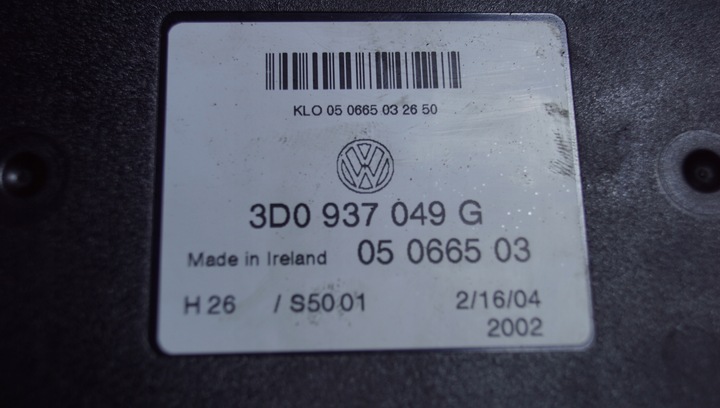 KLO 05 0665 03 26 50
VW
3D0 937 049 G
Made in Ireland 05 0665 03
H 26 / S50 01 2/16/04
2002